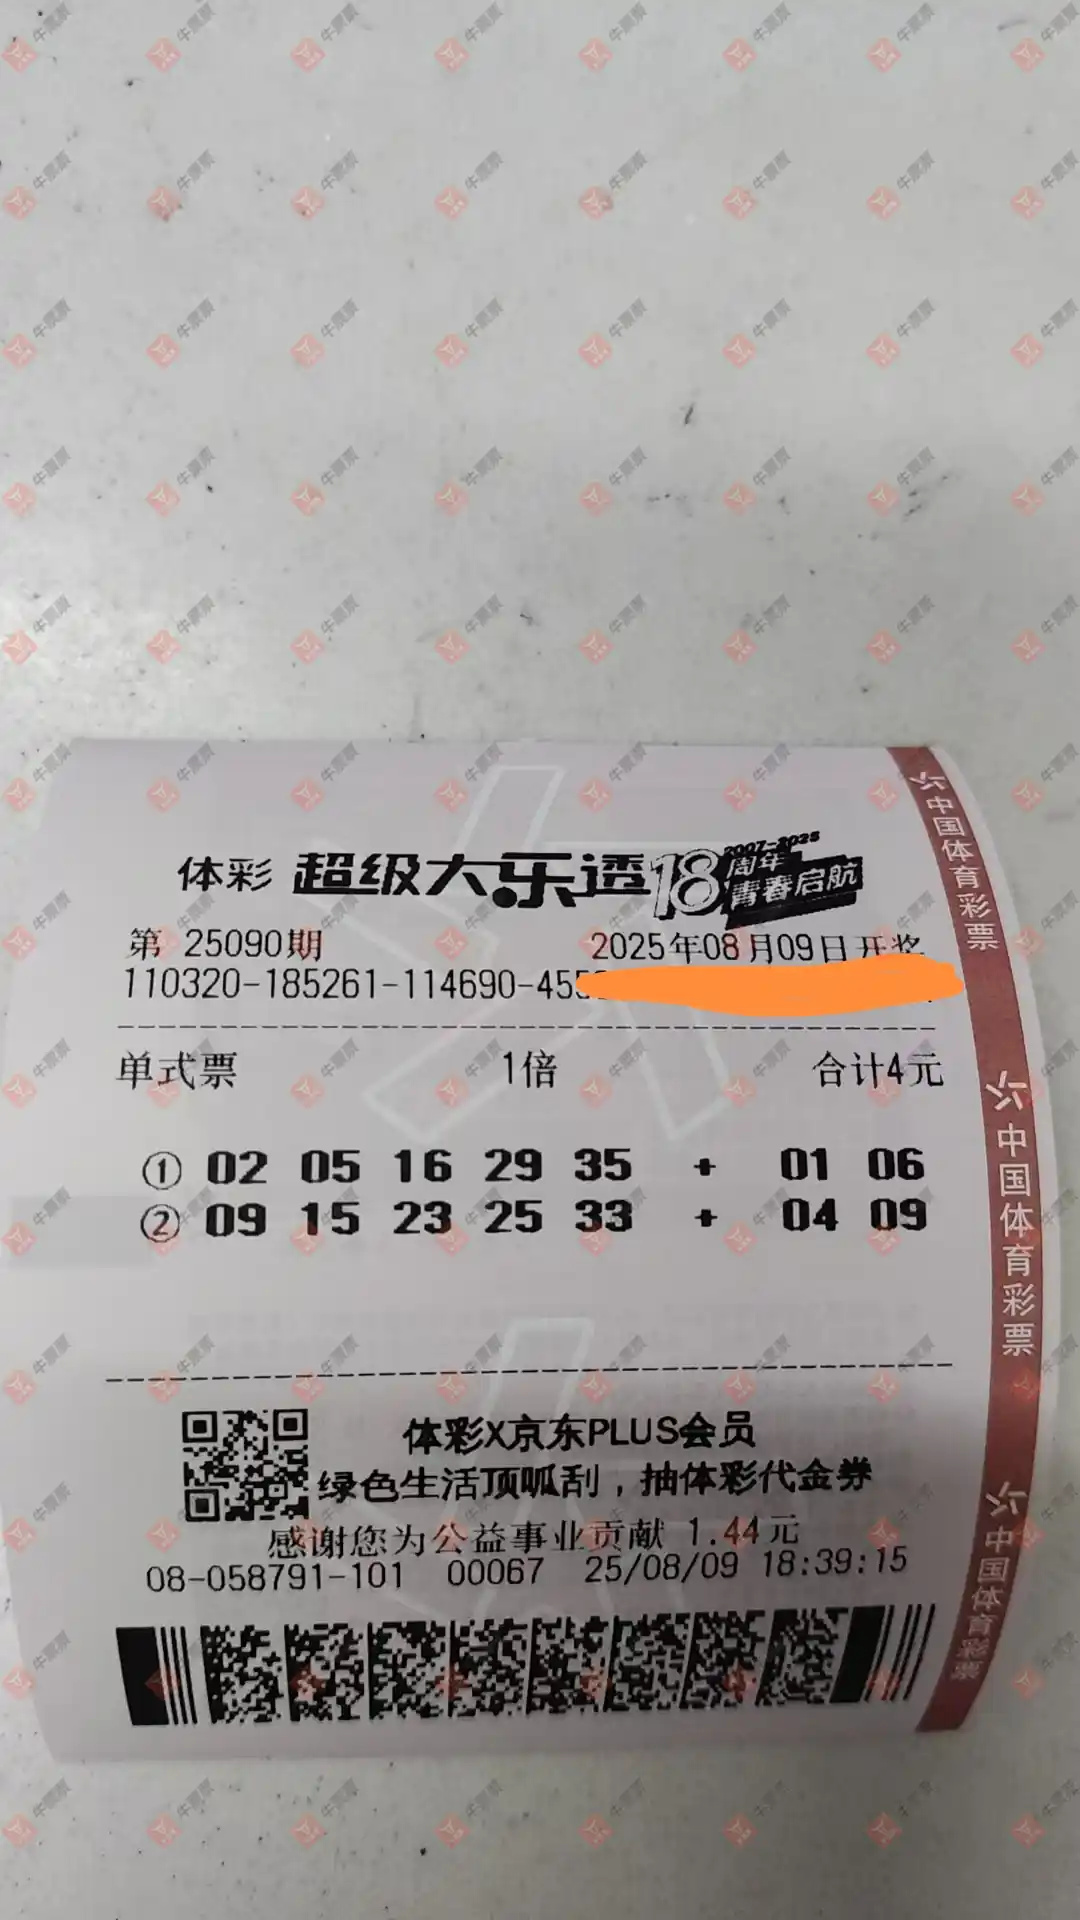 体彩 超级大乐透 18 2007-2025 周年 青春启航
第 25090期 2025年08月09日开奖
110320-185261-114690-455
单式票 1倍 合计4元
① 02 05 16 29 35 + 01 06
② 09 15 23 25 33 + 04 09
体彩X京东PLUS会员
绿色生活顶呱刮，抽体彩代金券
感谢您为公益事业贡献 1.44元
08-058791-101 00067 25/08/09 18:39:15
中国体育彩票
中国体育彩票
中国体育彩票
牛票票